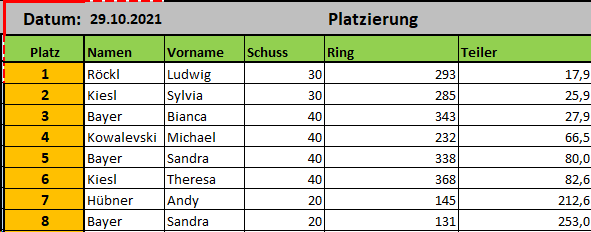 Datum: 29.10.2021 Platzierung
Platz Namen Vorname Schuss Ring Teiler
1 Röckl Ludwig 30 293 17,9
2 Kiesl Sylvia 30 285 25,9
3 Bayer Bianca 40 343 27,9
4 Kowalevski Michael 40 232 66,5
5 Bayer Sandra 40 338 80,0
6 Kiesl Theresa 40 368 82,6
7 Hübner Andy 20 145 212,6
8 Bayer Sandra 20 131 253,0